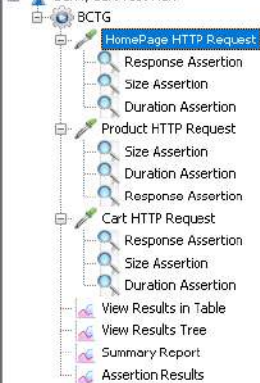 BCTG
HomePage HTTP Request
Response Assertion
Size Assertion
Duration Assertion
Product HTTP Request
Size Assertion
Duration Assertion
Response Assertion
Cart HTTP Request
Response Assertion
Size Assertion
Duration Assertion
View Results in Table
View Results Tree
Summary Report
Assertion Results